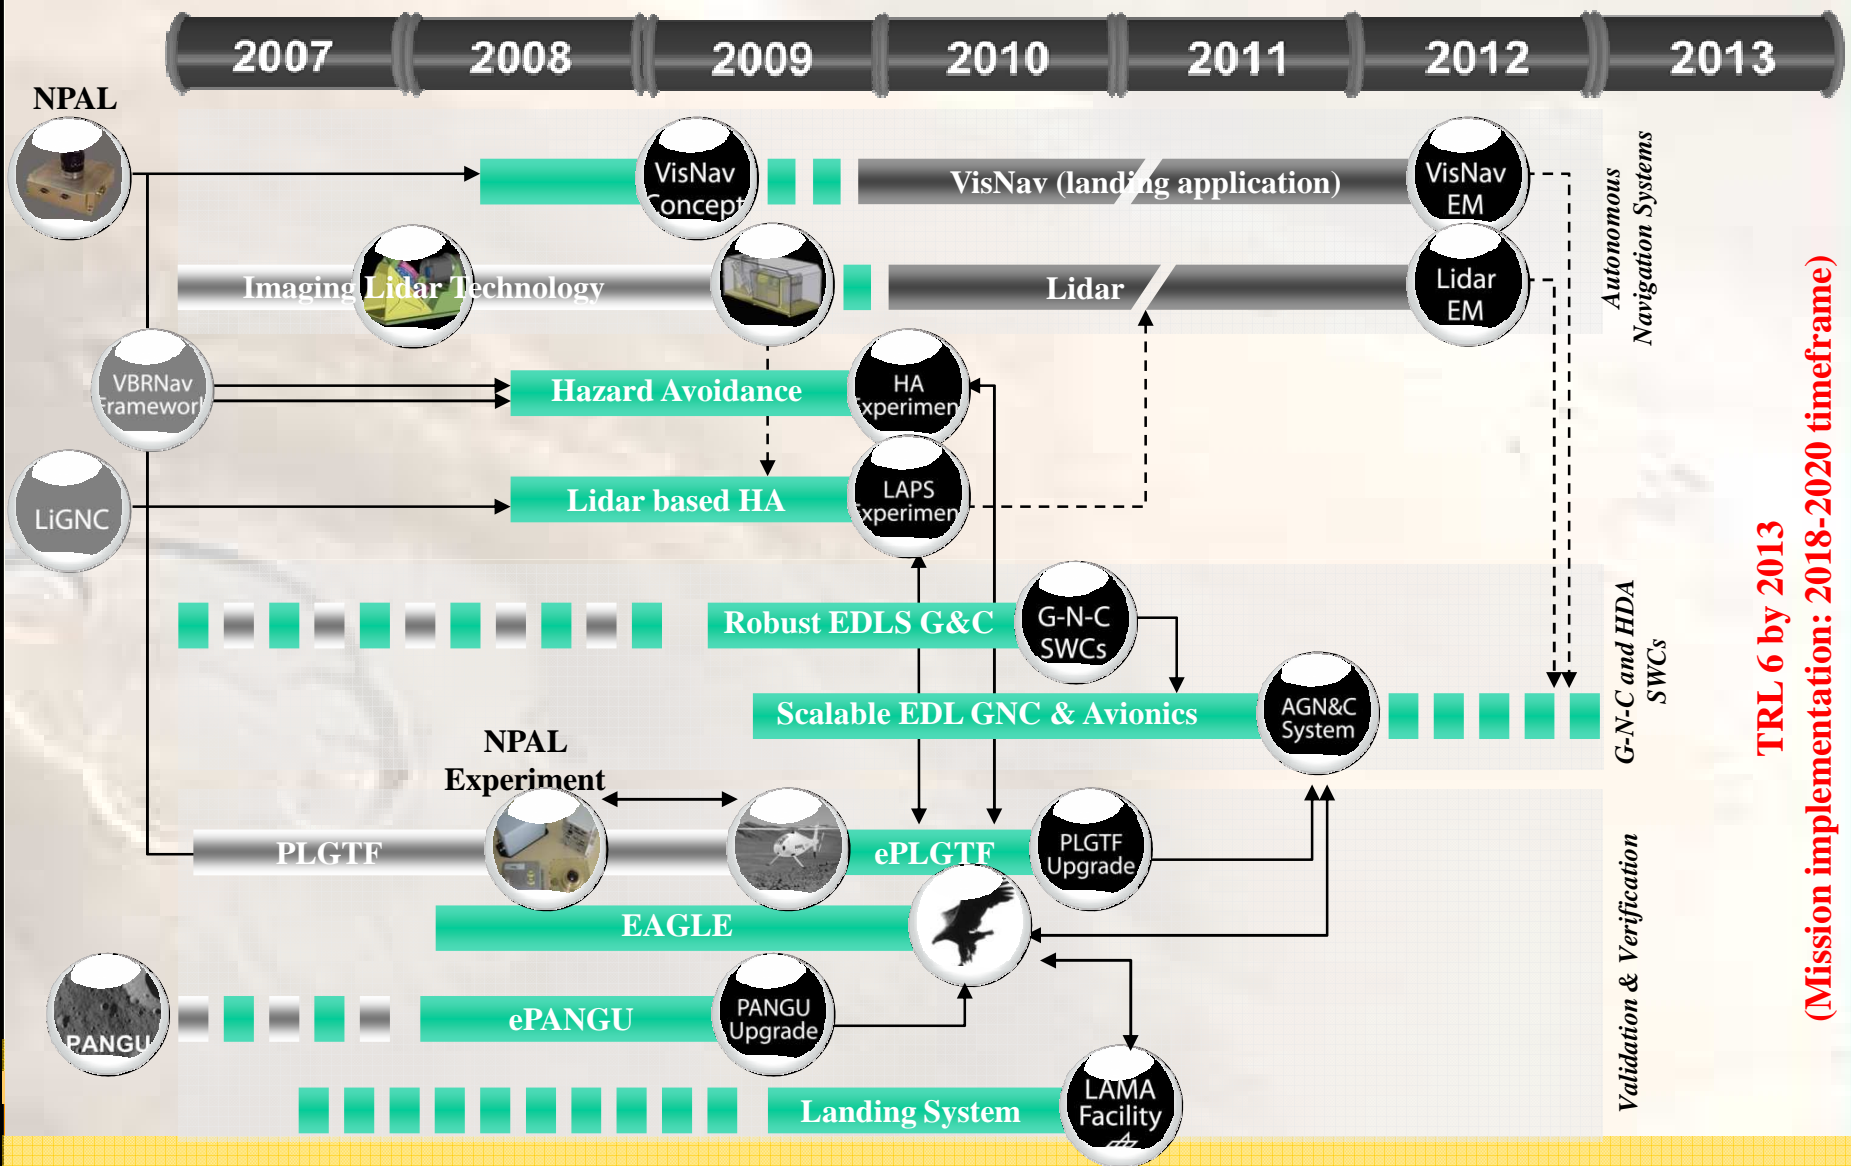 2007 2008 2009 2010 2011 2012 2013
NPAL
VisNav
Concept
VisNav (landing application)
VisNav
EM
Imaging Lidar Technology
Lidar
Lidar
EM
Autonomous
Navigation Systems
VBRNav
Framework
Hazard Avoidance
HA
Experiment
LiGNC
Lidar based HA
LAPS
Experiment
Robust EDLS G&C
G-N-C
SWCs
Scalable EDL GNC & Avionics
AGN&C
System
G-N-C and HDA
SWCs
NPAL
Experiment
PLGTF
ePLGTF
PLGTF
Upgrade
EAGLE
PANGU
ePANGU
PANGU
Upgrade
Landing System
LAMA
Facility
Validation & Verification
TRL 6 by 2013
(Mission implementation: 2018-2020 timeframe)